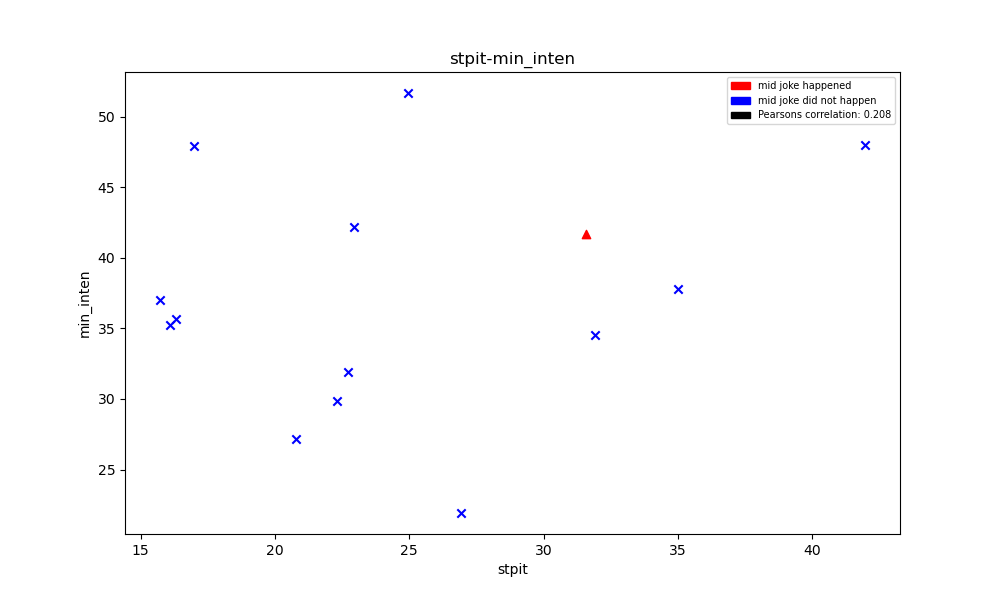 stpit-min_inten
mid joke happened
mid joke did not happen
Pearsons correlation: 0.208
50
45
40
35
30
25
min_inten
15 20 25 30 35 40
stpit